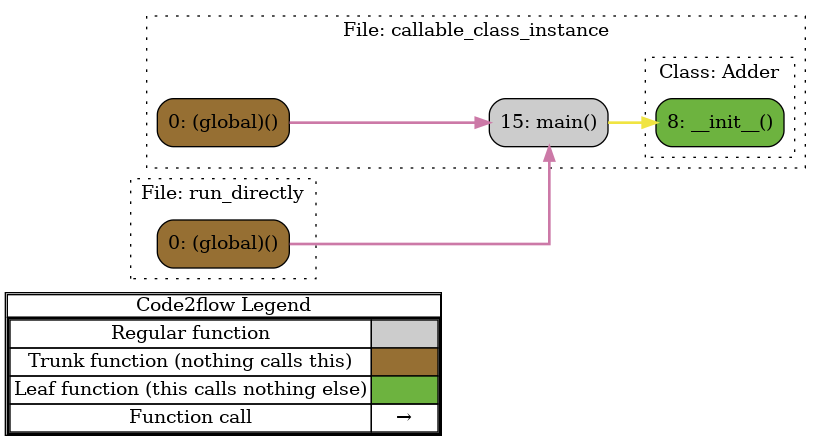 File: callable_class_instance
Class: Adder
0: (global)()
15: main()
8: __init__()
File: run_directly
0: (global)()
Code2flow Legend
Regular function
Trunk function (nothing calls this)
Leaf function (this calls nothing else)
Function call →